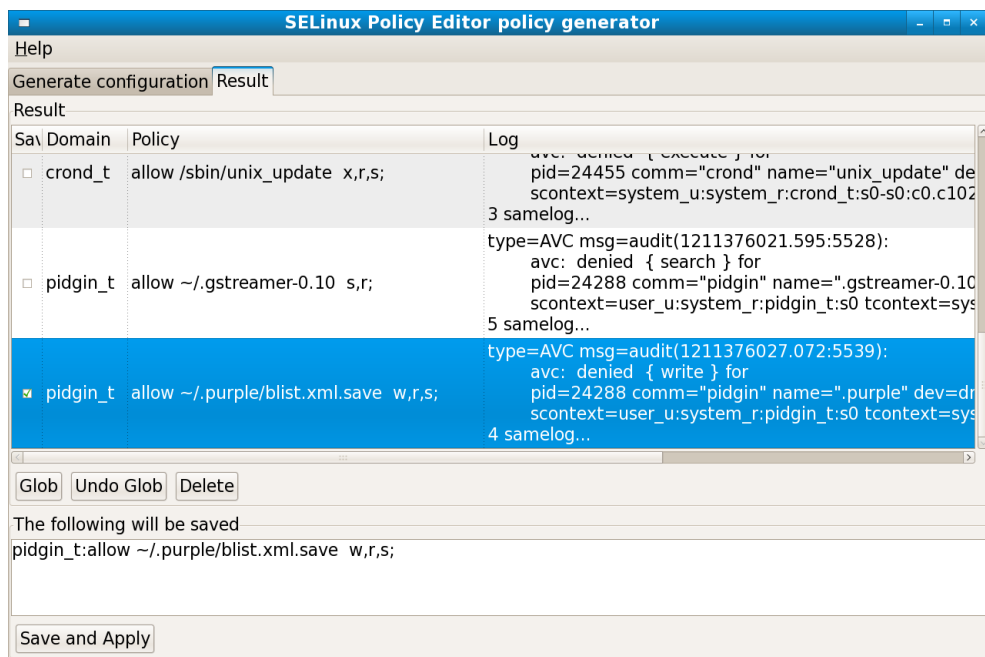 SELinux Policy Editor policy generator
Help
Generate configuration Result
Result
Sav Domain Policy Log
avc: denied { execute } for
crond_t allow /sbin/unix_update x,r,s; pid=24455 comm="crond" name="unix_update" de
scontext=system_u:system_r:crond_t:s0-s0:c0.c102
3 samelog...
type=AVC msg=audit(1211376021.595:5528):
avc: denied { search } for
pidgin_t allow ~/.gstreamer-0.10 s,r; pid=24288 comm="pidgin" name=".gstreamer-0.10
scontext=user_u:system_r:pidgin_t:s0 tcontext=sys
5 samelog...
type=AVC msg=audit(1211376027.072:5539):
avc: denied { write } for
pidgin_t allow ~/.purple/blist.xml.save w,r,s; pid=24288 comm="pidgin" name=".purple" dev=dr
scontext=user_u:system_r:pidgin_t:s0 tcontext=sys
4 samelog...
Glob Undo Glob Delete
The following will be saved
pidgin_t:allow ~/.purple/blist.xml.save w,r,s;
Save and Apply